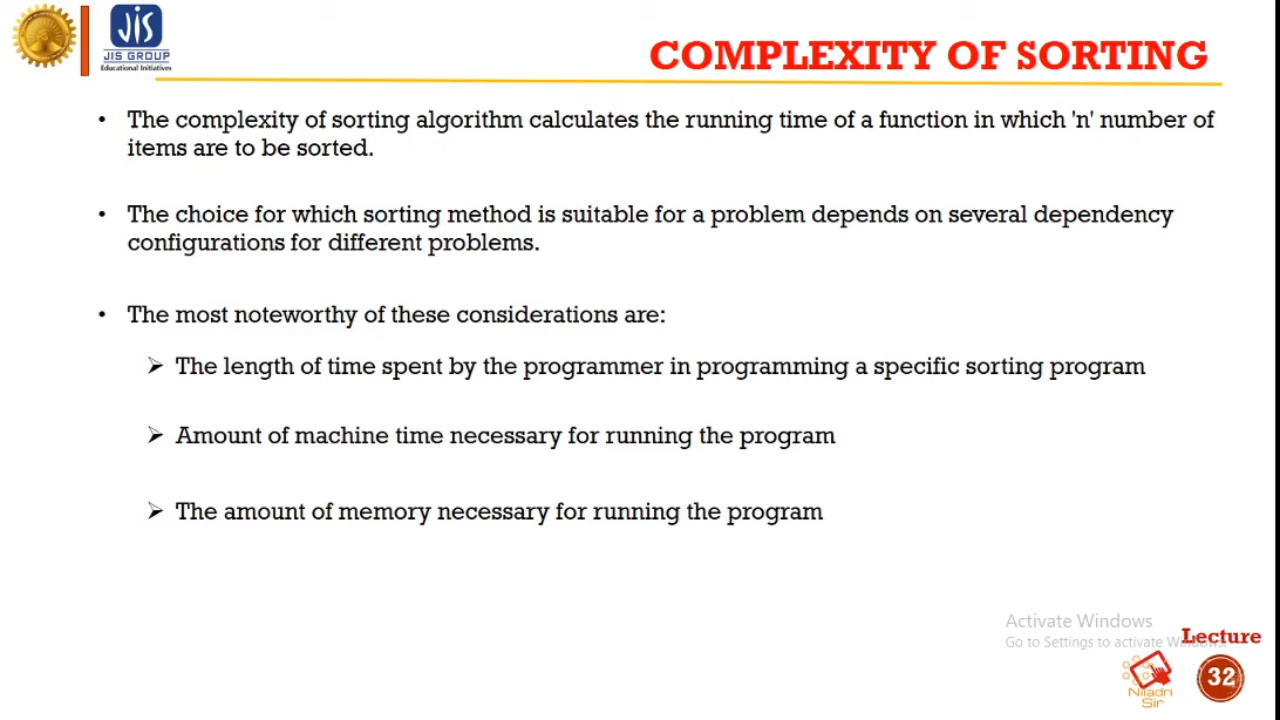 JIS
JIS GROUP
Educational Initiatives
COMPLEXITY OF SORTING
• The complexity of sorting algorithm calculates the running time of a function in which 'n' number of
items are to be sorted.
• The choice for which sorting method is suitable for a problem depends on several dependency
configurations for different problems.
• The most noteworthy of these considerations are:
➢ The length of time spent by the programmer in programming a specific sorting program
➢ Amount of machine time necessary for running the program
➢ The amount of memory necessary for running the program
Activate Windows
Go to Settings to activate Windows.
Lecture
32
Niladri
Sir